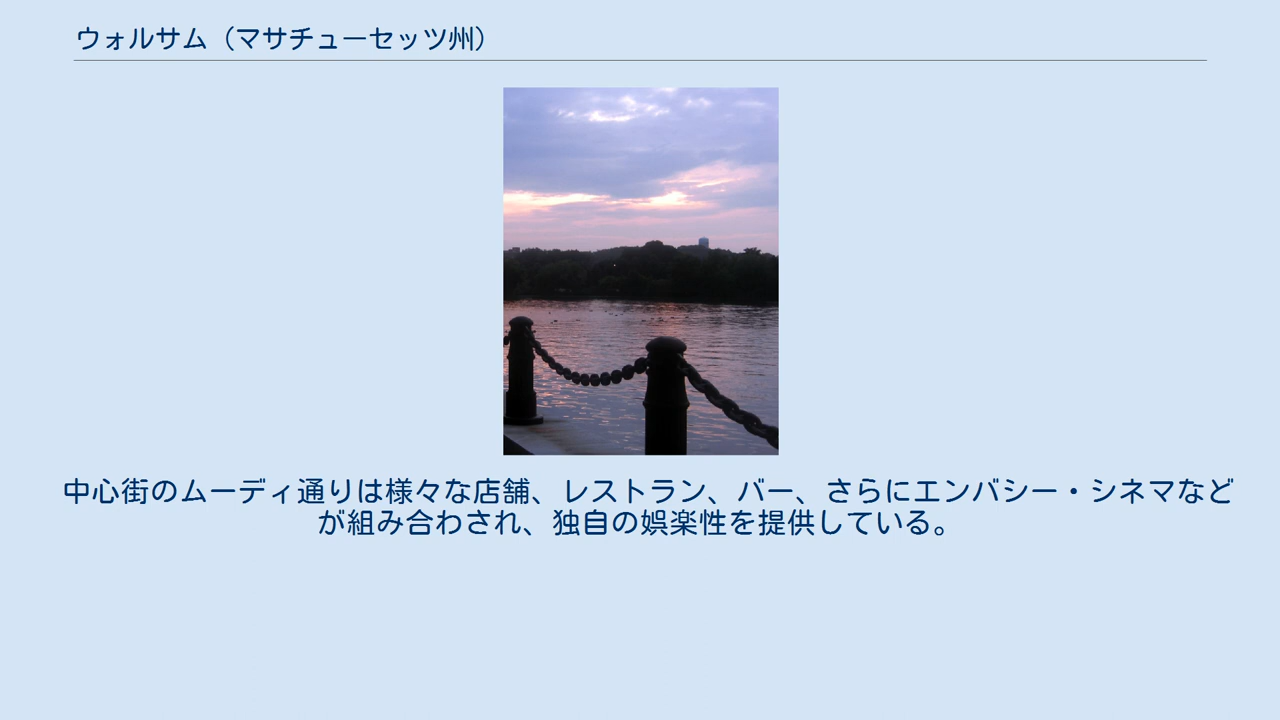 ウォルサム（マサチューセッツ州）
中心街のムーディ通りは様々な店舗、レストラン、バー、さらにエンバシー・シネマなど
が組み合わされ、独自の娯楽性を提供している。